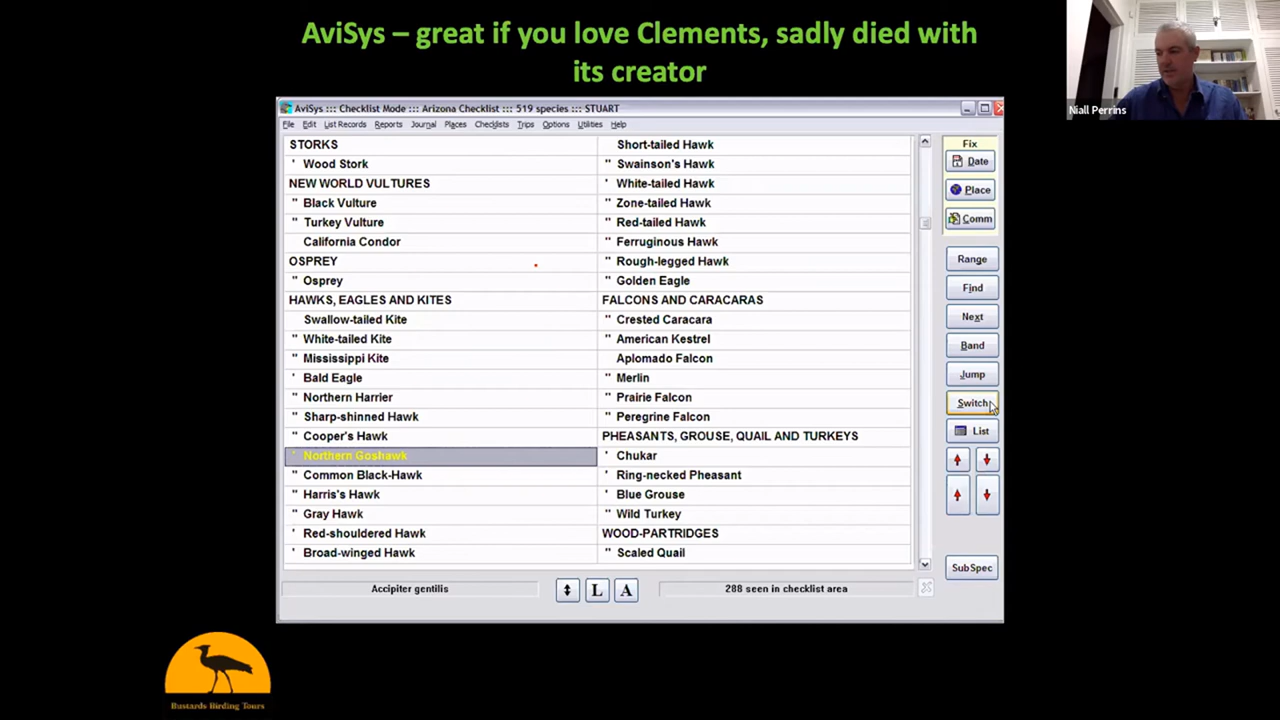 AviSys – great if you love Clements, sadly died with
its creator
Niall Perrins
AviSys ::: Checklist Mode ::: Arizona Checklist ::: 519 species ::: STUART
File Edit List Records Reports Journal Places Checklists Trips Options Utilities Help
STORKS
' Wood Stork
NEW WORLD VULTURES
" Black Vulture
" Turkey Vulture
California Condor
OSPREY
" Osprey
HAWKS, EAGLES AND KITES
Swallow-tailed Kite
" White-tailed Kite
" Mississippi Kite
' Bald Eagle
" Northern Harrier
" Sharp-shinned Hawk
" Cooper's Hawk
' Northern Goshawk
" Common Black-Hawk
" Harris's Hawk
" Gray Hawk
' Red-shouldered Hawk
' Broad-winged Hawk
Short-tailed Hawk
" Swainson's Hawk
' White-tailed Hawk
" Zone-tailed Hawk
" Red-tailed Hawk
" Ferruginous Hawk
" Rough-legged Hawk
" Golden Eagle
FALCONS AND CARACARAS
" Crested Caracara
" American Kestrel
Aplomado Falcon
" Merlin
" Prairie Falcon
" Peregrine Falcon
PHEASANTS, GROUSE, QUAIL AND TURKEYS
' Chukar
' Ring-necked Pheasant
' Blue Grouse
" Wild Turkey
WOOD-PARTRIDGES
" Scaled Quail
Fix
Date
Place
Comm
Range
Find
Next
Band
Jump
Switch
List
SubSpec
Accipiter gentilis
L
A
288 seen in checklist area
Bustards Birding Tours